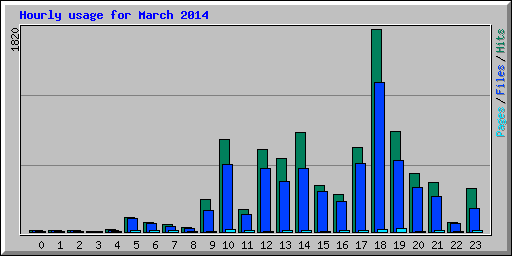 Hourly usage for March 2014
1820
Pages/Files/Hits
0 1 2 3 4 5 6 7 8 9 10 11 12 13 14 15 16 17 18 19 20 21 22 23